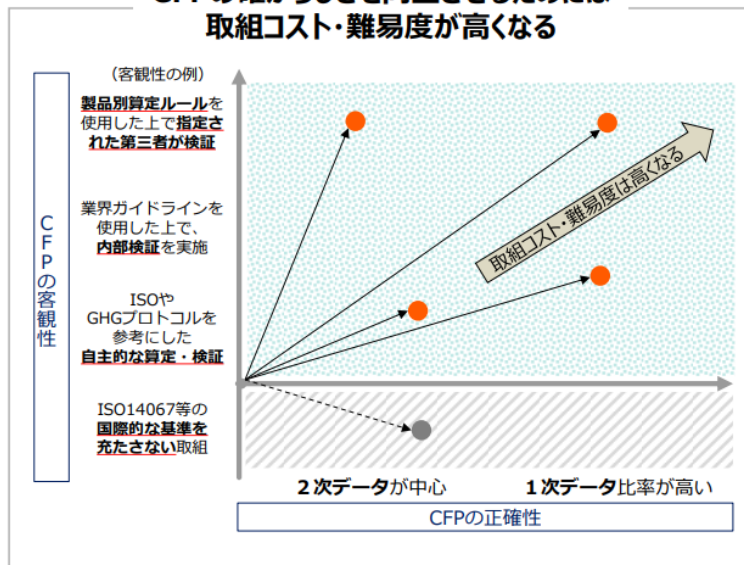 取組コスト・難易度が高くなる
（客観性の例）
製品別算定ルールを
使用した上で指定さ
れた第三者が検証
業界ガイドラインを
使用した上で、
内部検証を実施
ISOや
GHGプロトコルを
参考にした
自主的な算定・検証
ISO14067等の
国際的な基準を
充たさない取組
CFPの客観性
取組コスト・難易度は高くなる
２次データが中心
１次データ比率が高い
CFPの正確性